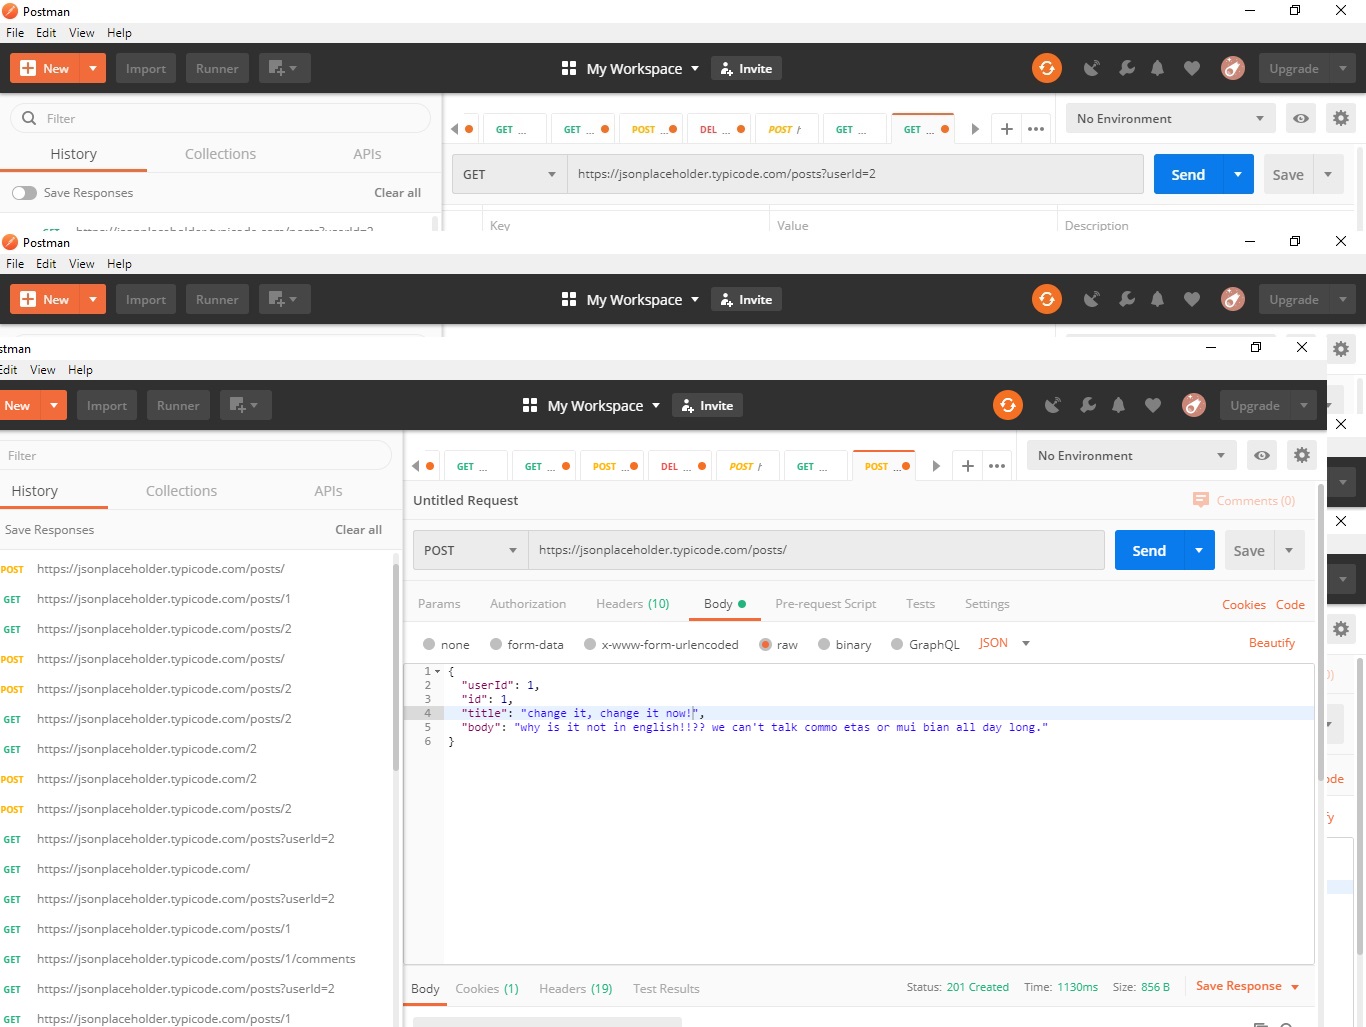 Postman
File Edit View Help
New Import Runner My Workspace Invite Upgrade
Filter
GET ... GET ... POST ... DEL ... POST GET ... GET ... No Environment
History Collections APIs
GET https://jsonplaceholder.typicode.com/posts?userId=2 Send Save
Save Responses Clear all
Key Value Description
GET https://jsonplaceholder.typicode.com/posts?userId=2
Postman
File Edit View Help
New Import Runner My Workspace Invite Upgrade
stman
Edit View Help
New Import Runner My Workspace Invite Upgrade
Filter
GET ... GET ... POST ... DEL ... POST GET ... POST ... No Environment
History Collections APIs
Untitled Request Comments (0)
Save Responses Clear all
POST https://jsonplaceholder.typicode.com/posts/ Send Save
POST https://jsonplaceholder.typicode.com/posts/
GET https://jsonplaceholder.typicode.com/posts/1
GET https://jsonplaceholder.typicode.com/posts/2
POST https://jsonplaceholder.typicode.com/posts/
POST https://jsonplaceholder.typicode.com/posts/2
GET https://jsonplaceholder.typicode.com/posts/2
GET https://jsonplaceholder.typicode.com/2
POST https://jsonplaceholder.typicode.com/2
POST https://jsonplaceholder.typicode.com/posts/2
GET https://jsonplaceholder.typicode.com/posts?userId=2
GET https://jsonplaceholder.typicode.com/
GET https://jsonplaceholder.typicode.com/posts?userId=2
GET https://jsonplaceholder.typicode.com/posts/1
GET https://jsonplaceholder.typicode.com/posts/1/comments
GET https://jsonplaceholder.typicode.com/posts?userId=2
GET https://jsonplaceholder.typicode.com/posts/1
Params Authorization Headers (10) Body Pre-request Script Tests Settings Cookies Code
none form-data x-www-form-urlencoded raw binary GraphQL JSON Beautify
1 {
2 "userId": 1,
3 "id": 1,
4 "title": "change it, change it now!",
5 "body": "why is it not in english!!?? we can't talk commo etas or mui bian all day long."
6 }
Body Cookies (1) Headers (19) Test Results Status: 201 Created Time: 1130ms Size: 856 B Save Response